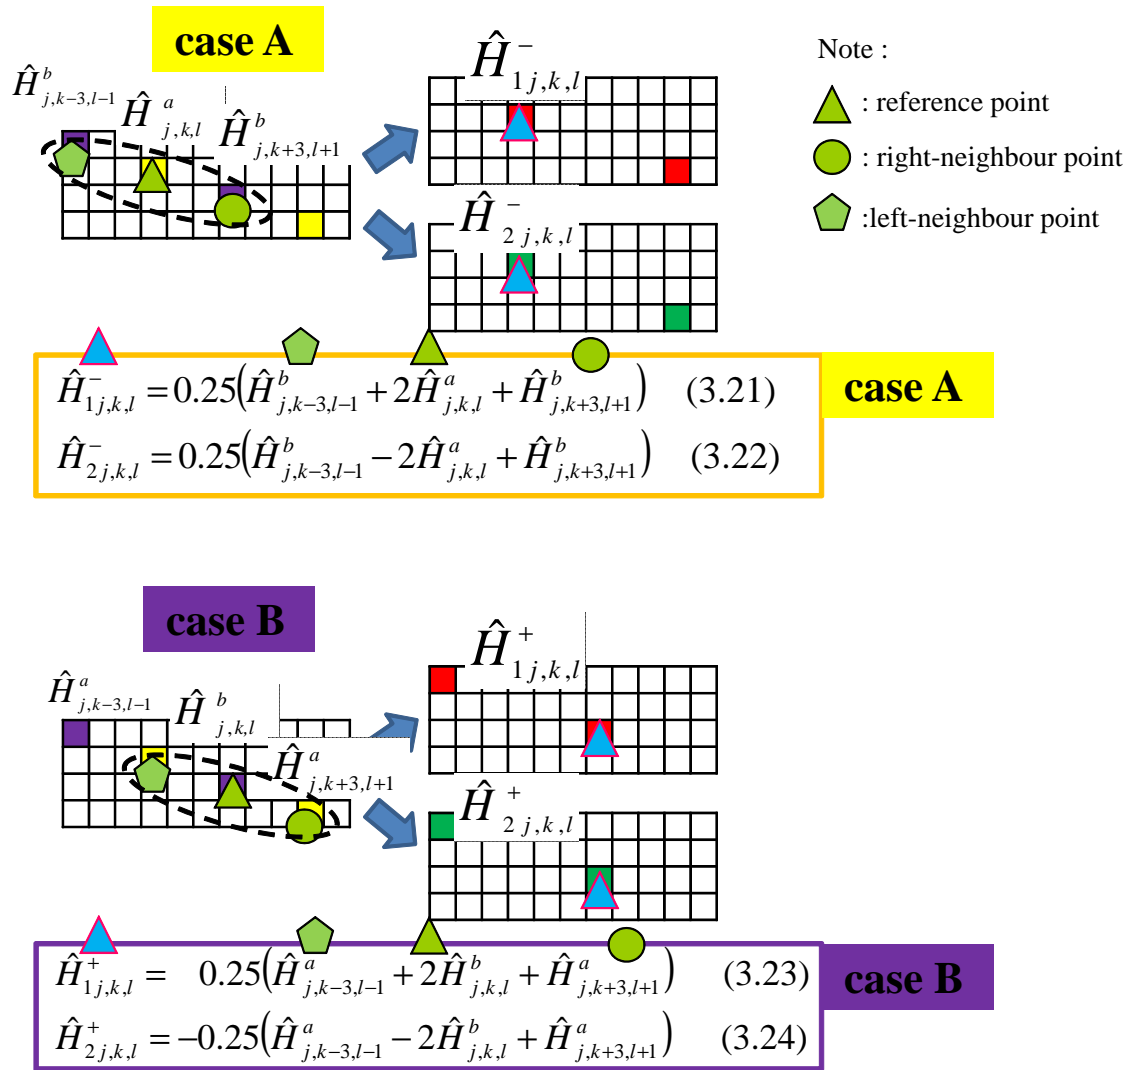 case A
Note :
Ĥ^b_{j,k−3,l−1}
Ĥ^a_{j,k,l}
Ĥ^b_{j,k+3,l+1}
Ĥ^−_{1j,k,l}
: reference point
: right-neighbour point
:left-neighbour point
Ĥ^−_{2j,k,l}
Ĥ^−_{1j,k,l} = 0.25(Ĥ^b_{j,k−3,l−1} + 2Ĥ^a_{j,k,l} + Ĥ^b_{j,k+3,l+1}) (3.21)
Ĥ^−_{2j,k,l} = 0.25(Ĥ^b_{j,k−3,l−1} − 2Ĥ^a_{j,k,l} + Ĥ^b_{j,k+3,l+1}) (3.22)
case A
case B
Ĥ^a_{j,k−3,l−1}
Ĥ^b_{j,k,l}
Ĥ^a_{j,k+3,l+1}
Ĥ^+_{1j,k,l}
Ĥ^+_{2j,k,l}
Ĥ^+_{1j,k,l} = 0.25(Ĥ^a_{j,k−3,l−1} + 2Ĥ^b_{j,k,l} + Ĥ^a_{j,k+3,l+1}) (3.23)
Ĥ^+_{2j,k,l} = −0.25(Ĥ^a_{j,k−3,l−1} − 2Ĥ^b_{j,k,l} + Ĥ^a_{j,k+3,l+1}) (3.24)
case B